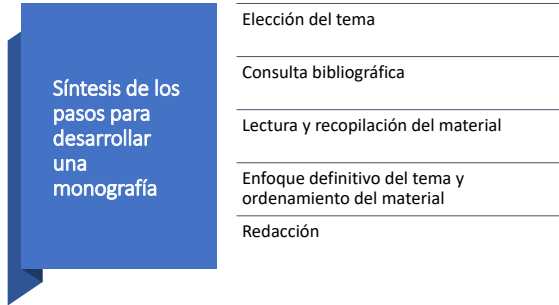 Síntesis de los
pasos para
desarrollar
una
monografía
Elección del tema
Consulta bibliográfica
Lectura y recopilación del material
Enfoque definitivo del tema y
ordenamiento del material
Redacción